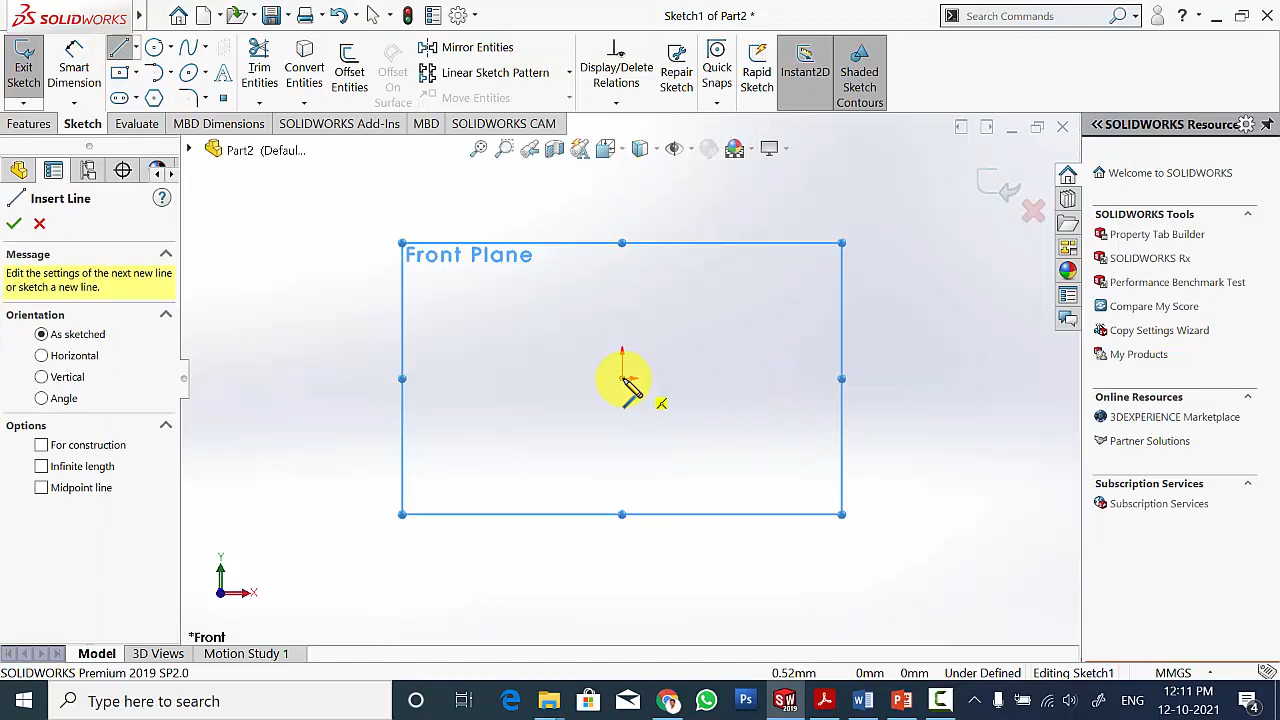 SOLIDWORKS
Sketch1 of Part2 *
Search Commands
?
Exit Sketch
Smart Dimension
Trim Entities
Convert Entities
Offset Entities
Offset On Surface
Mirror Entities
Linear Sketch Pattern
Move Entities
Display/Delete Relations
Repair Sketch
Quick Snaps
Rapid Sketch
Instant2D
Shaded Sketch Contours
Features
Sketch
Evaluate
MBD Dimensions
SOLIDWORKS Add-Ins
MBD
SOLIDWORKS CAM
Part2 (Defaul...
Insert Line
?
Message
Edit the settings of the next new line
or sketch a new line.
Orientation
As sketched
Horizontal
Vertical
Angle
Options
For construction
Infinite length
Midpoint line
Front Plane
Y
X
*Front
SOLIDWORKS Resourc
Welcome to SOLIDWORKS
SOLIDWORKS Tools
Property Tab Builder
SOLIDWORKS Rx
Performance Benchmark Test
Compare My Score
Copy Settings Wizard
My Products
Online Resources
3DEXPERIENCE Marketplace
Partner Solutions
Subscription Services
Subscription Services
Model
3D Views
Motion Study 1
SOLIDWORKS Premium 2019 SP2.0
0.52mm
0mm
0mm
Under Defined
Editing Sketch1
MMGS
Type here to search
ENG
12:11 PM
12-10-2021
4